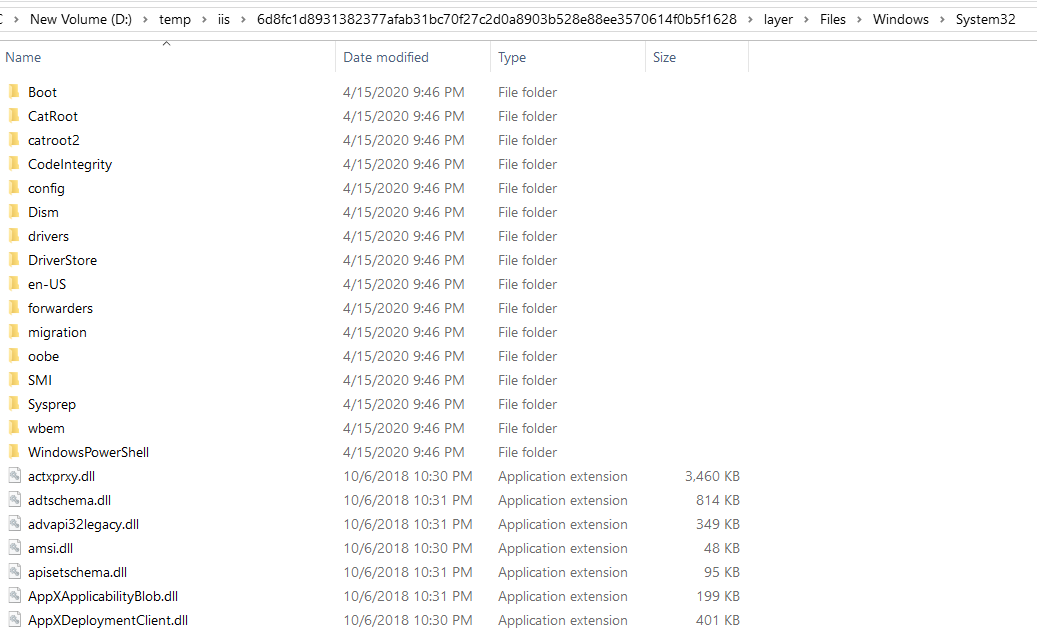 New Volume (D:) > temp > iis > 6d8fc1d8931382377afab31bc70f27c2d0a8903b528e88ee3570614f0b5f1628 > layer > Files > Windows > System32
Name Date modified Type Size
Boot 4/15/2020 9:46 PM File folder
CatRoot 4/15/2020 9:46 PM File folder
catroot2 4/15/2020 9:46 PM File folder
CodeIntegrity 4/15/2020 9:46 PM File folder
config 4/15/2020 9:46 PM File folder
Dism 4/15/2020 9:46 PM File folder
drivers 4/15/2020 9:46 PM File folder
DriverStore 4/15/2020 9:46 PM File folder
en-US 4/15/2020 9:46 PM File folder
forwarders 4/15/2020 9:46 PM File folder
migration 4/15/2020 9:46 PM File folder
oobe 4/15/2020 9:46 PM File folder
SMI 4/15/2020 9:46 PM File folder
Sysprep 4/15/2020 9:46 PM File folder
wbem 4/15/2020 9:46 PM File folder
WindowsPowerShell 4/15/2020 9:46 PM File folder
actxprxy.dll 10/6/2018 10:30 PM Application extension 3,460 KB
adtschema.dll 10/6/2018 10:31 PM Application extension 814 KB
advapi32legacy.dll 10/6/2018 10:31 PM Application extension 349 KB
amsi.dll 10/6/2018 10:30 PM Application extension 48 KB
apisetschema.dll 10/6/2018 10:31 PM Application extension 95 KB
AppXApplicabilityBlob.dll 10/6/2018 10:31 PM Application extension 199 KB
AppXDeploymentClient.dll 10/6/2018 10:30 PM Application extension 401 KB